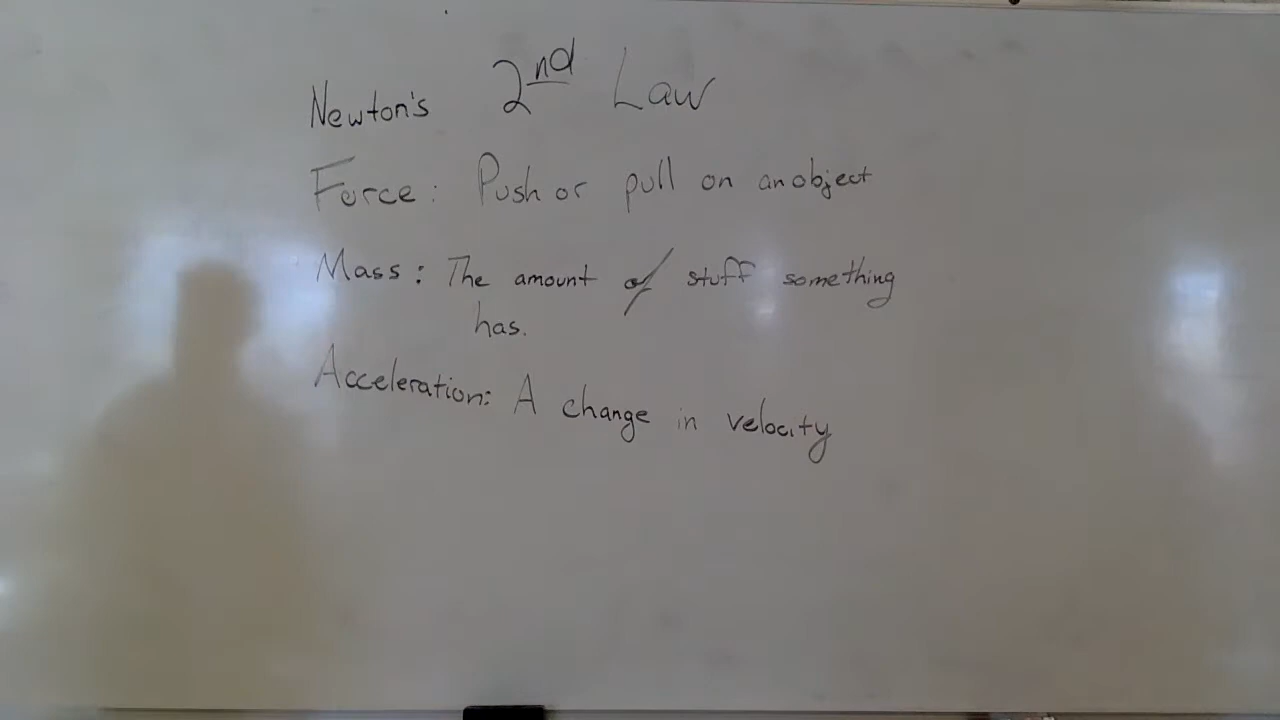 Newton's 2nd Law
Force: Push or pull on an object
Mass: The amount of stuff something
has.
Acceleration: A change in velocity